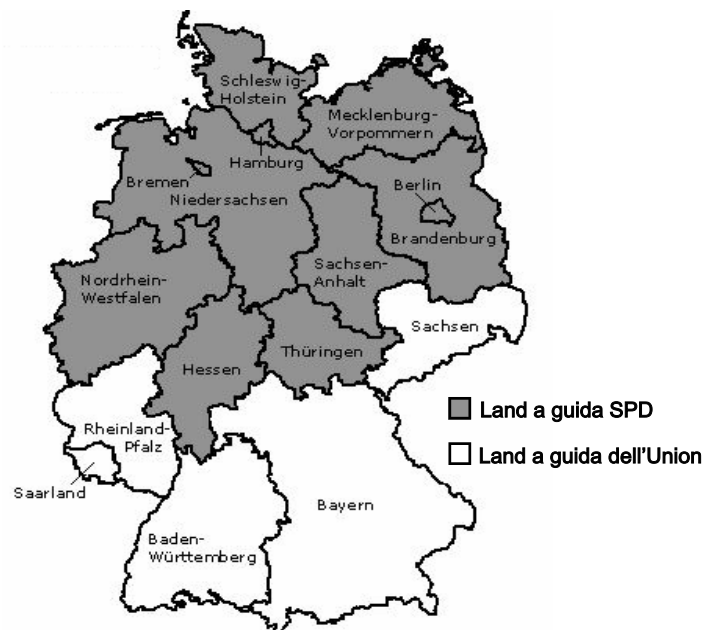 Schleswig-
Holstein
Mecklenburg-
Vorpommern
Hamburg
Bremen
Niedersachsen
Berlin
Brandenburg
Sachsen-
Anhalt
Nordrhein-
Westfalen
Sachsen
Thüringen
Hessen
Land a guida SPD
Rheinland-
Pfalz
Land a guida dell'Union
Saarland
Bayern
Baden-
Württemberg